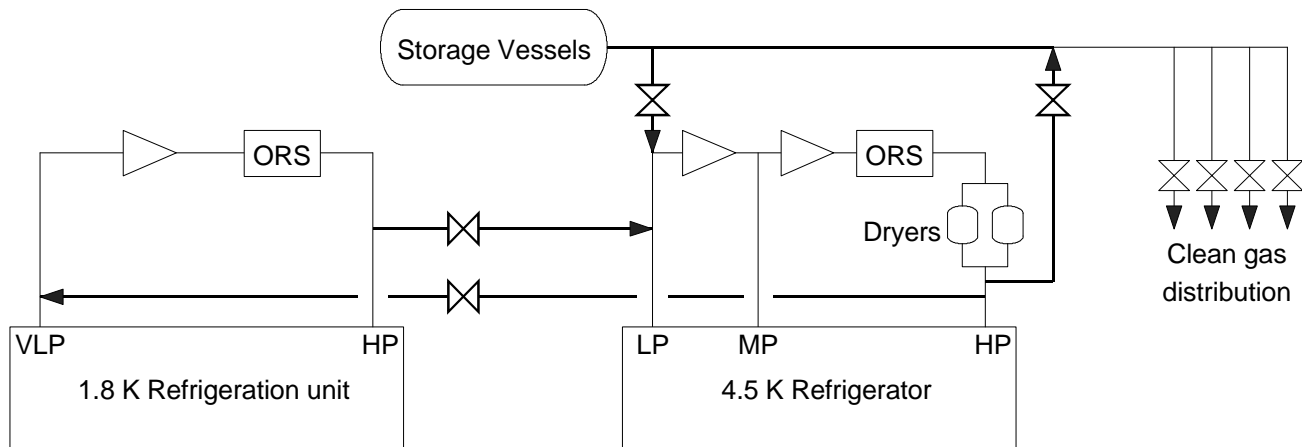 Storage Vessels
ORS
ORS
Dryers
Clean gas
distribution
VLP
HP
LP
MP
HP
1.8 K Refrigeration unit
4.5 K Refrigerator